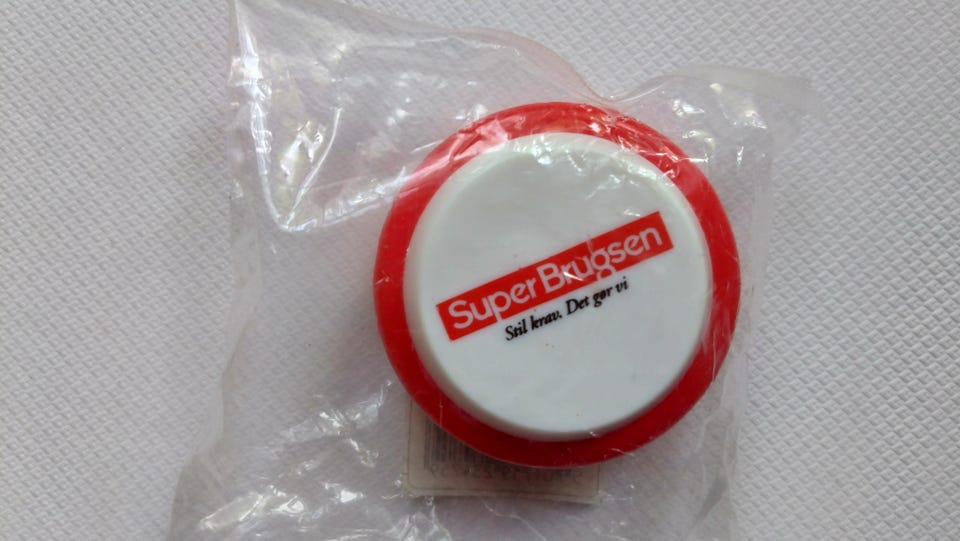 SuperBrugsen
Stil krav. Det gør vi